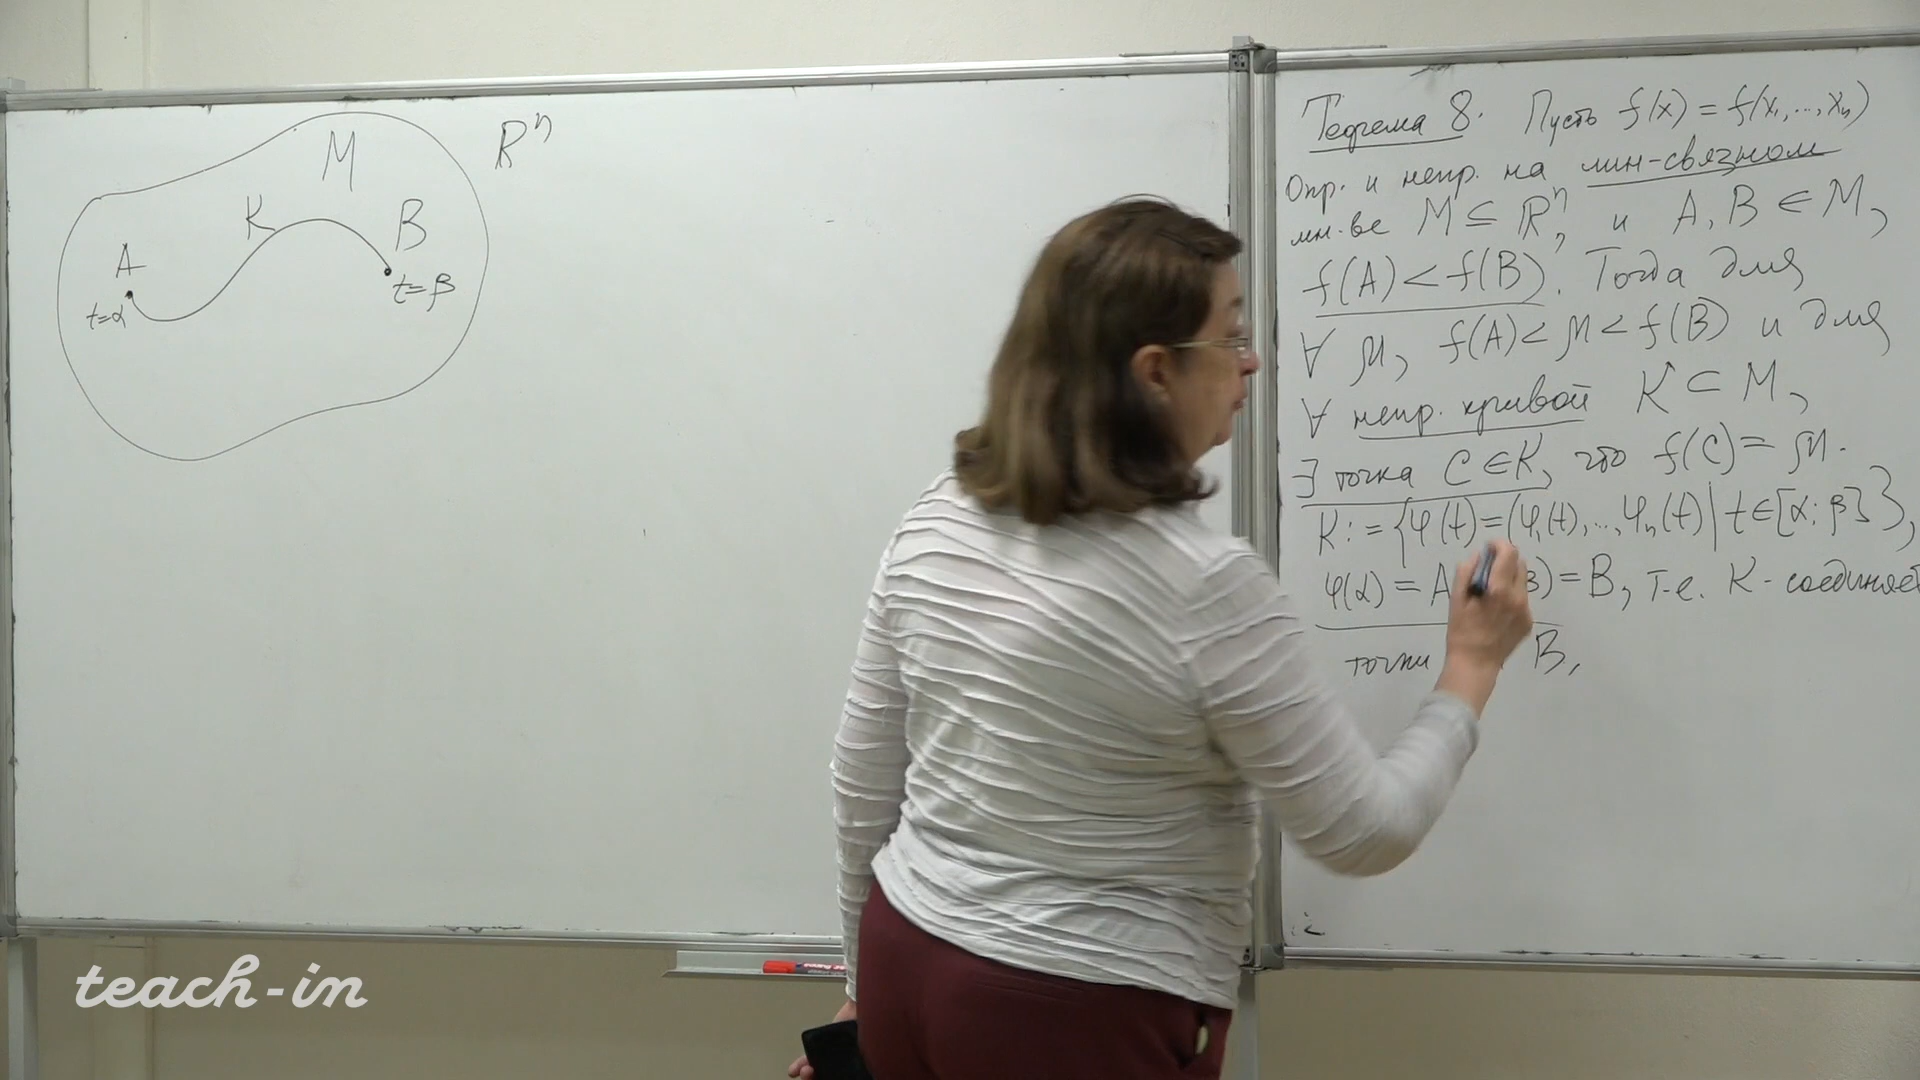 M
Rⁿ
K
B
A
t=β
t=α
Теорема 8. Пусть f(x) = f(x₁,...,xₙ)
Опр. и непр. на лин-связном
мн-ве M ⊆ Rⁿ, и A, B ∈ M,
f(A) < f(B). Тогда для
∀ μ, f(A) < μ < f(B) и для
∀ непр. кривой K ⊂ M,
∃ точка C ∈ K, что f(C) = μ.
K: = {φ(t) = (φ₁(t),...,φₙ(t) | t ∈ [α; β]},
φ(α) = A β) = B, т.е. K - соединяет
точки B,
teach-in